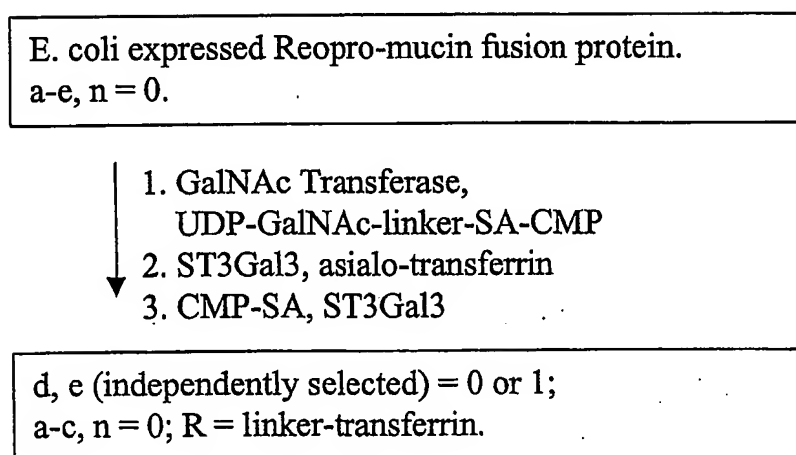 E. coli expressed Reopro-mucin fusion protein.
a-e, n = 0.
1. GalNAc Transferase,
UDP-GalNAc-linker-SA-CMP
2. ST3Gal3, asialo-transferrin
3. CMP-SA, ST3Gal3
d, e (independently selected) = 0 or 1;
a-c, n = 0; R = linker-transferrin.